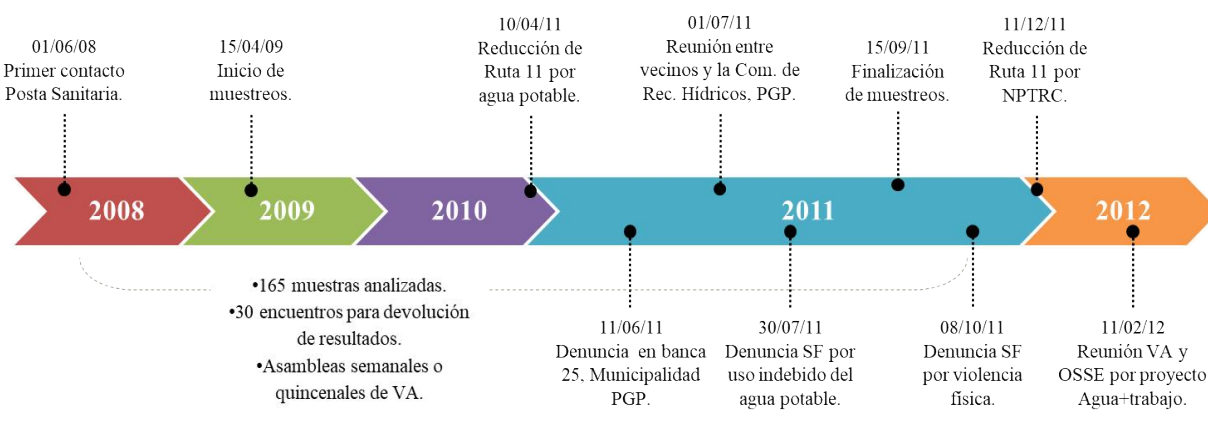 01/06/08
Primer contacto
Posta Sanitaria.
15/04/09
Inicio de
muestreos.
10/04/11
Reducción de
Ruta 11 por
agua potable.
01/07/11
Reunión entre
vecinos y la Com. de
Rec. Hídricos, PGP.
15/09/11
Finalización
de muestreos.
11/12/11
Reducción de
Ruta 11 por
NPTRC.
2008
2009
2010
2011
2012
•165 muestras analizadas.
•30 encuentros para devolución
de resultados.
•Asambleas semanales o
quincenales de VA.
11/06/11
Denuncia en banca
25, Municipalidad
PGP.
30/07/11
Denuncia SF por
uso indebido del
agua potable.
08/10/11
Denuncia SF
por violencia
física.
11/02/12
Reunión VA y
OSSE por proyecto
Agua+trabajo.